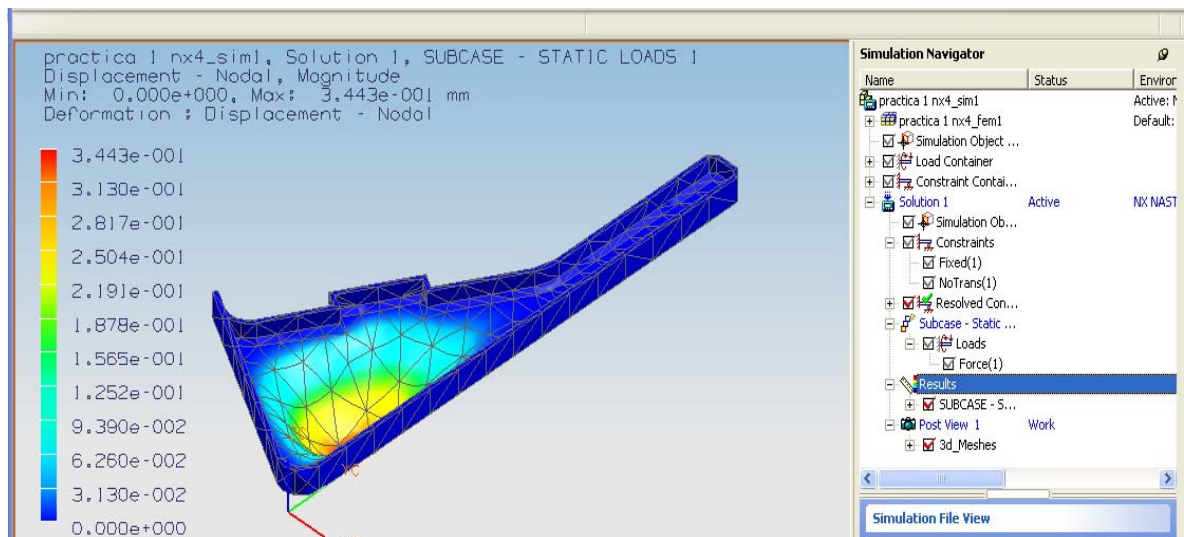 practica 1 nx4_sim1, Solution 1, SUBCASE - STATIC LOADS 1
Displacement - Nodal, Magnitude
Min: 0.000e+000, Max: 3.443e-001 mm
Deformation : Displacement - Nodal
3.443e-001
3.130e-001
2.817e-001
2.504e-001
2.191e-001
1.878e-001
1.565e-001
1.252e-001
9.390e-002
6.260e-002
3.130e-002
0.000e+000
YC
Simulation Navigator
Name Status Environ
practica 1 nx4_sim1 Active: N
practica 1 nx4_fem1 Default:
Simulation Object ...
Load Container
Constraint Contai...
Solution 1 Active NX NAST
Simulation Ob...
Constraints
Fixed(1)
NoTrans(1)
Resolved Con...
Subcase - Static ...
Loads
Force(1)
Results
SUBCASE - S...
Post View 1 Work
3d_Meshes
Simulation File View